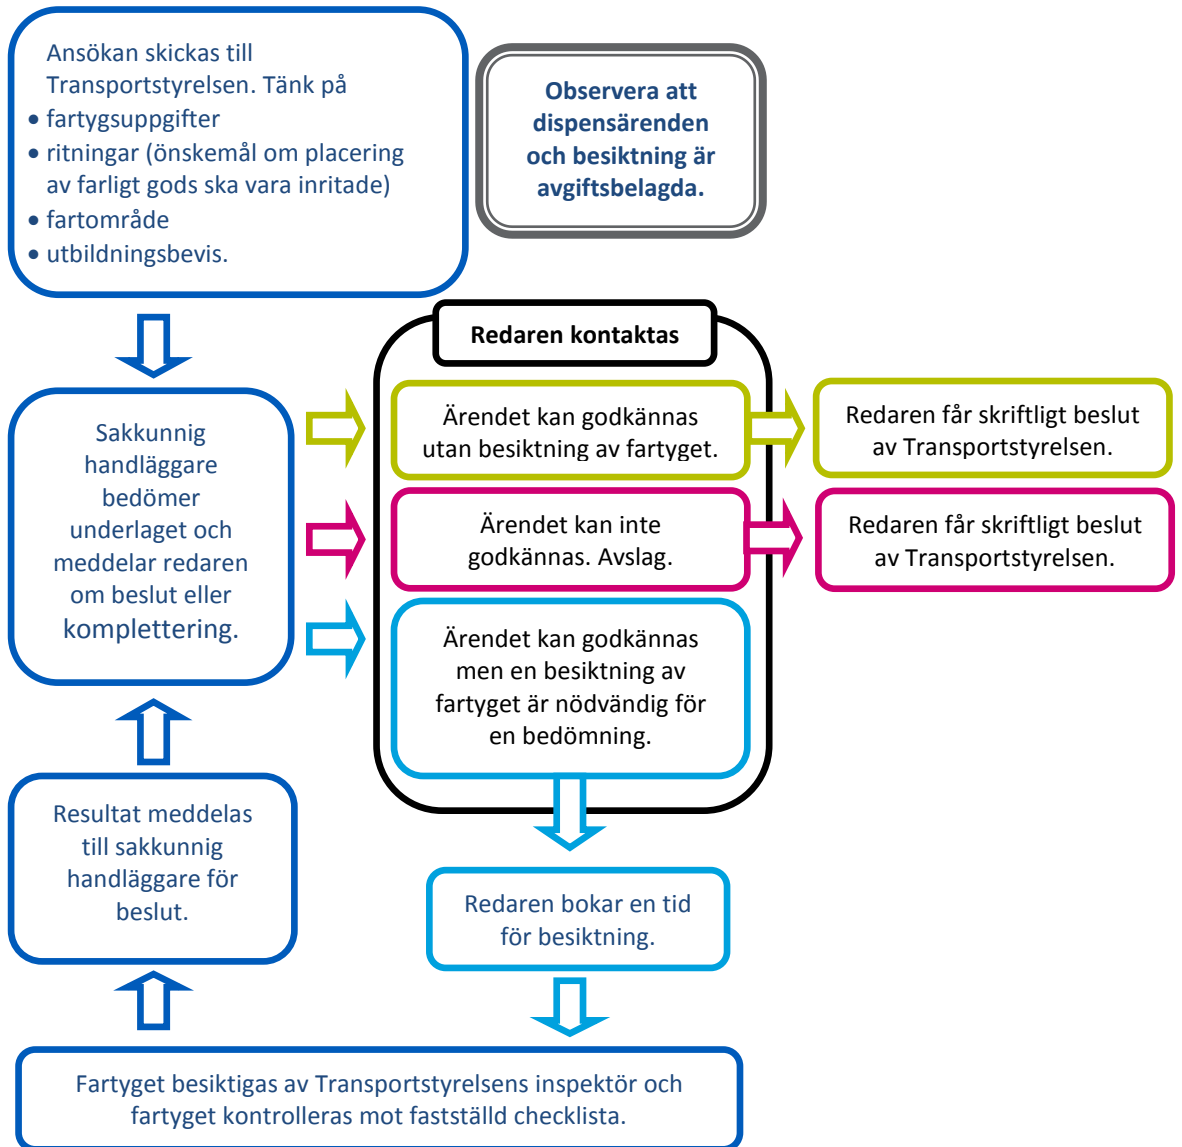 Ansökan skickas till
Transportstyrelsen. Tänk på
• fartygsuppgifter
• ritningar (önskemål om placering
av farligt gods ska vara inritade)
• fartområde
• utbildningsbevis.
Observera att
dispensärenden
och besiktning är
avgiftsbelagda.
Redaren kontaktas
Sakkunnig
handläggare
bedömer
underlaget och
meddelar redaren
om beslut eller
komplettering.
Ärendet kan godkännas
utan besiktning av fartyget.
Redaren får skriftligt beslut
av Transportstyrelsen.
Ärendet kan inte
godkännas. Avslag.
Redaren får skriftligt beslut
av Transportstyrelsen.
Ärendet kan godkännas
men en besiktning av
fartyget är nödvändig för
en bedömning.
Resultat meddelas
till sakkunnig
handläggare för
beslut.
Redaren bokar en tid
för besiktning.
Fartyget besiktigas av Transportstyrelsens inspektör och
fartyget kontrolleras mot fastställd checklista.